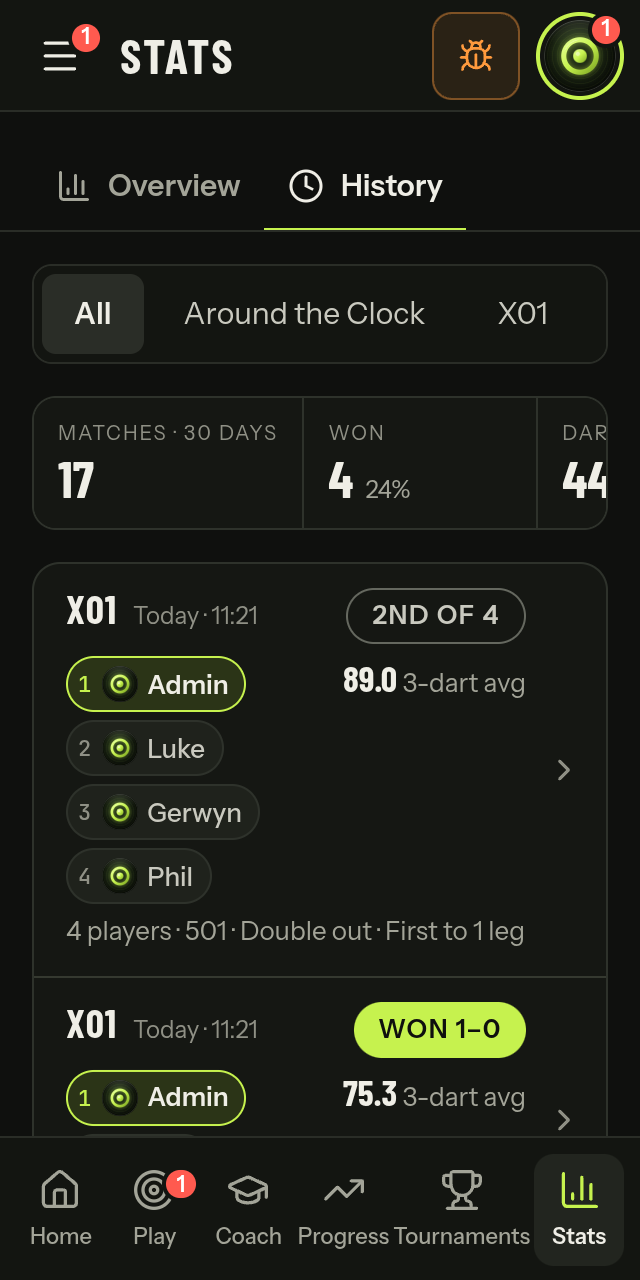 1
STATS
1
Overview
History
All
Around the Clock
X01
MATCHES · 30 DAYS
WON
DAR
17
4 24%
44
X01 Today · 11:21
2ND OF 4
1 Admin
89.0 3-dart avg
2 Luke
3 Gerwyn
4 Phil
4 players · 501 · Double out · First to 1 leg
X01 Today · 11:21
WON 1–0
1 Admin
75.3 3-dart avg
1
Home
Play
Coach
Progress
Tournaments
Stats